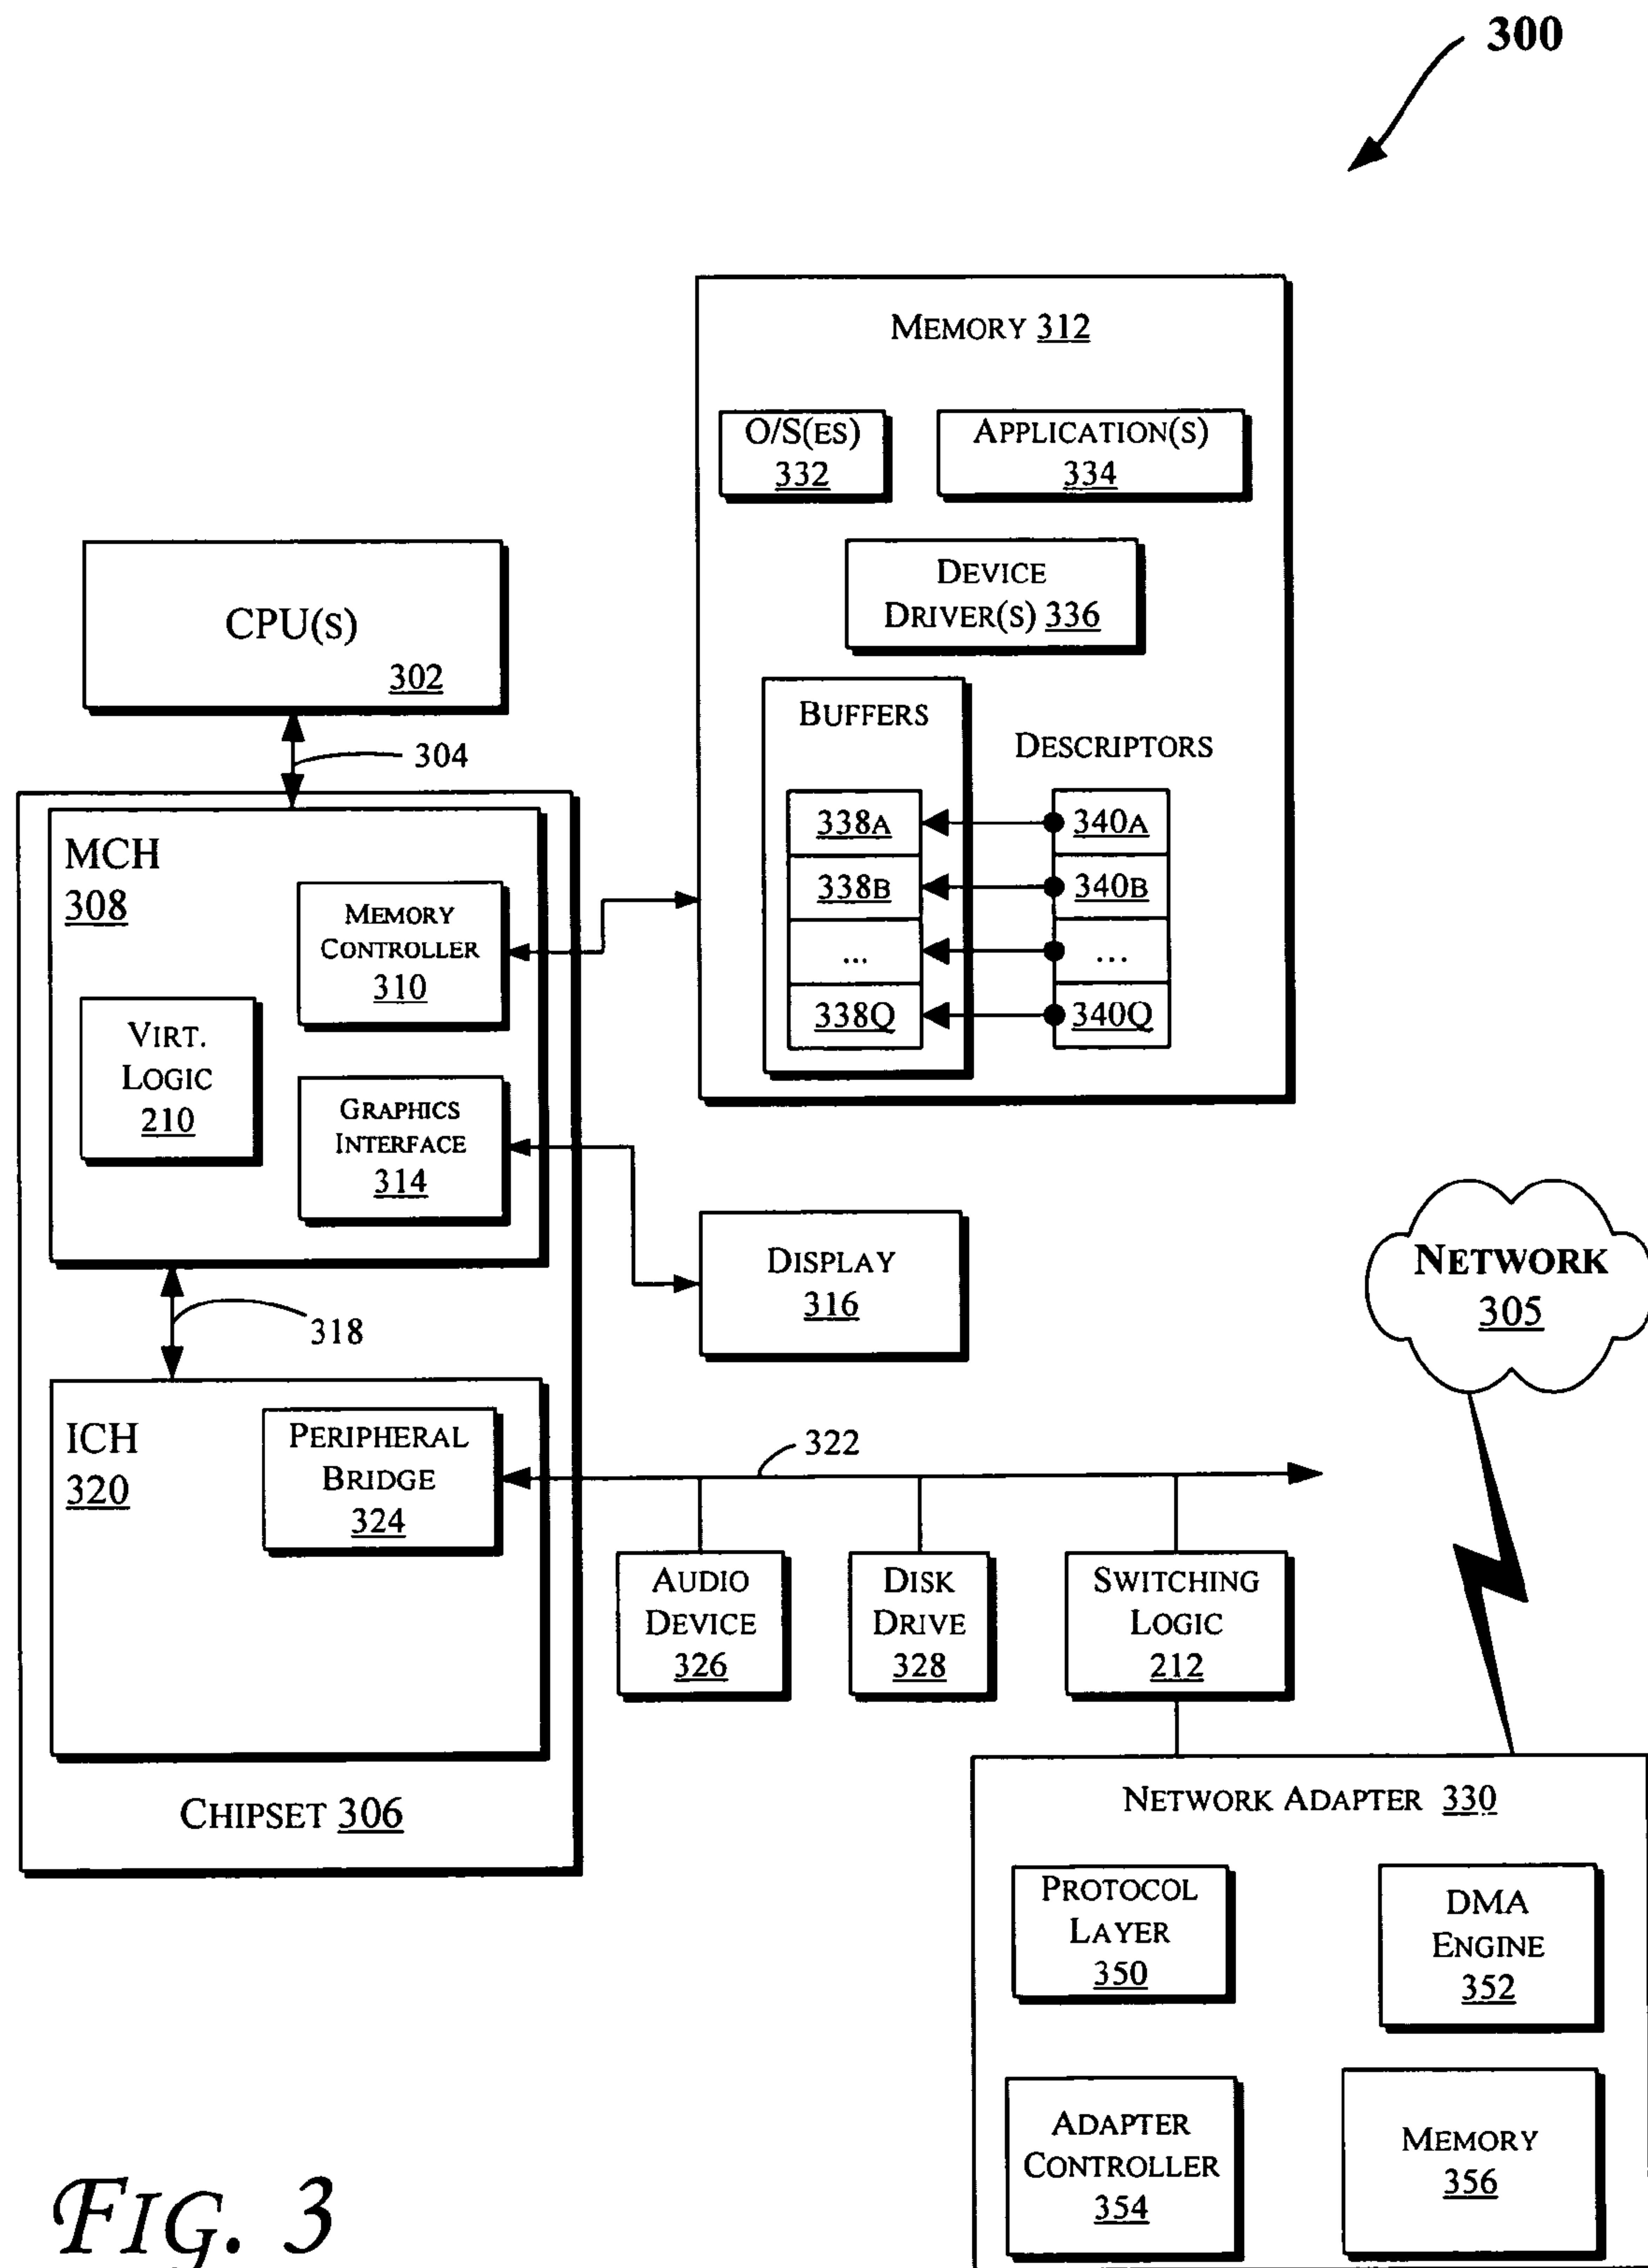 300
MEMORY 312
O/S(ES)
332
APPLICATION(S)
334
DEVICE
DRIVER(S) 336
BUFFERS
DESCRIPTORS
338A
340A
338B
340B
...
...
338Q
340Q
CPU(S)
302
304
MCH
308
MEMORY
CONTROLLER
310
VIRT.
LOGIC
210
GRAPHICS
INTERFACE
314
DISPLAY
316
NETWORK
305
318
ICH
320
PERIPHERAL
BRIDGE
324
322
AUDIO
DEVICE
326
DISK
DRIVE
328
SWITCHING
LOGIC
212
CHIPSET 306
NETWORK ADAPTER 330
PROTOCOL
LAYER
350
DMA
ENGINE
352
ADAPTER
CONTROLLER
354
MEMORY
356
FIG. 3